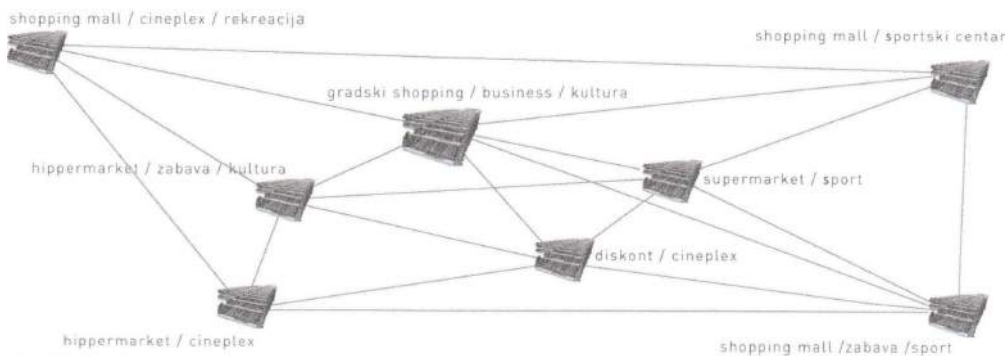 shopping mall / cineplex / rekreacija
shopping mall / sportski centar
gradski shopping / business / kultura
hippermarket / zabava / kultura
supermarket / sport
diskont / cineplex
hippermarket / cineplex
shopping mall /zabava /sport